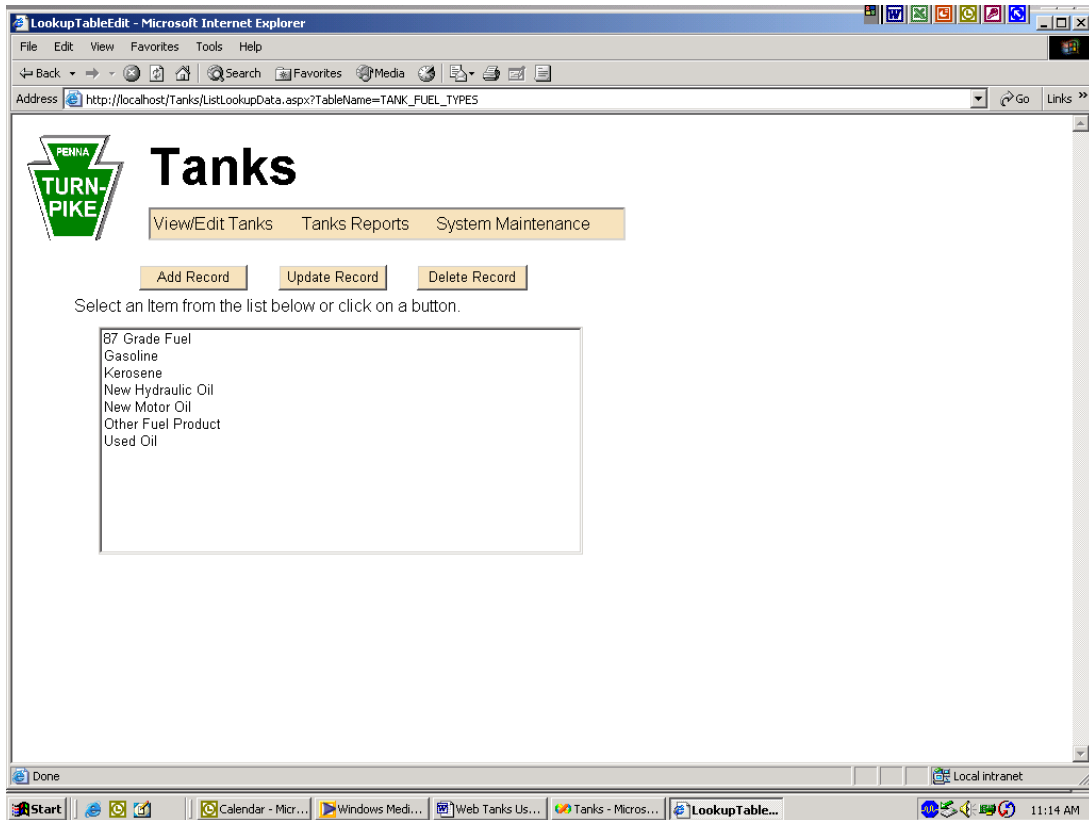 LookupTableEdit - Microsoft Internet Explorer
File Edit View Favorites Tools Help
Back Search Favorites Media
Address http://localhost/Tanks/ListLookupData.aspx?TableName=TANK_FUEL_TYPES Go Links »
PENNA
TURN-
PIKE
Tanks
View/Edit Tanks Tanks Reports System Maintenance
Add Record Update Record Delete Record
Select an Item from the list below or click on a button.
87 Grade Fuel
Gasoline
Kerosene
New Hydraulic Oil
New Motor Oil
Other Fuel Product
Used Oil
Done Local intranet
Start Calendar - Micr... Windows Medi... Web Tanks Us... Tanks - Micros... LookupTable... 11:14 AM